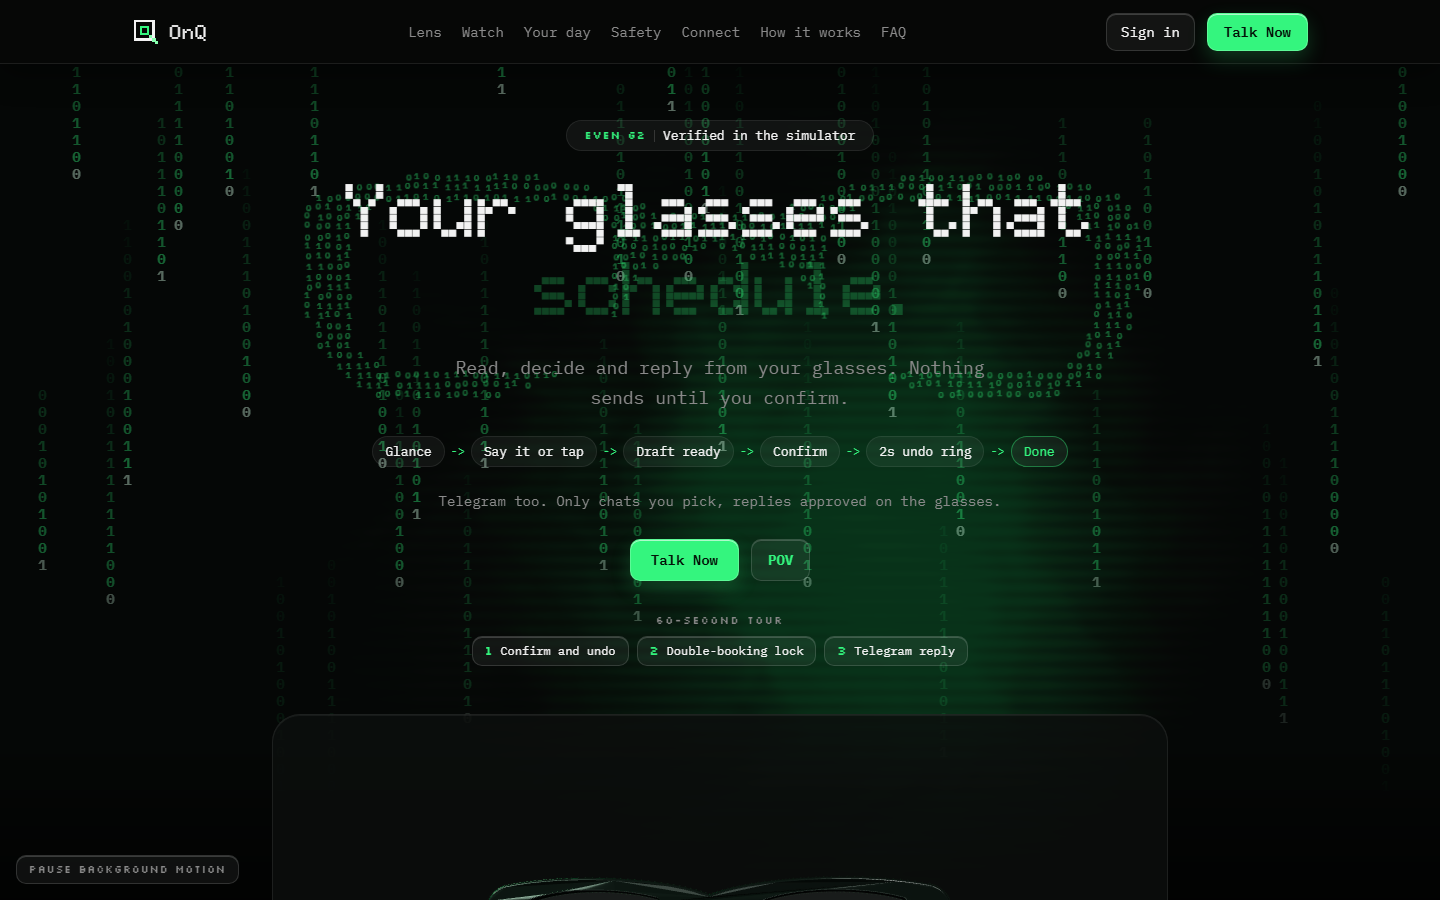 OnQ
Lens Watch Your day Safety Connect How it works FAQ
Sign in
Talk Now
EVEN G2 | Verified in the simulator
Your glasses that
schedule.
Read, decide and reply from your glasses. Nothing
sends until you confirm.
Glance -> Say it or tap -> Draft ready -> Confirm -> 2s undo ring -> Done
Telegram too. Only chats you pick, replies approved on the glasses.
Talk Now
POV
60-SECOND TOUR
1 Confirm and undo
2 Double-booking lock
3 Telegram reply
PAUSE BACKGROUND MOTION